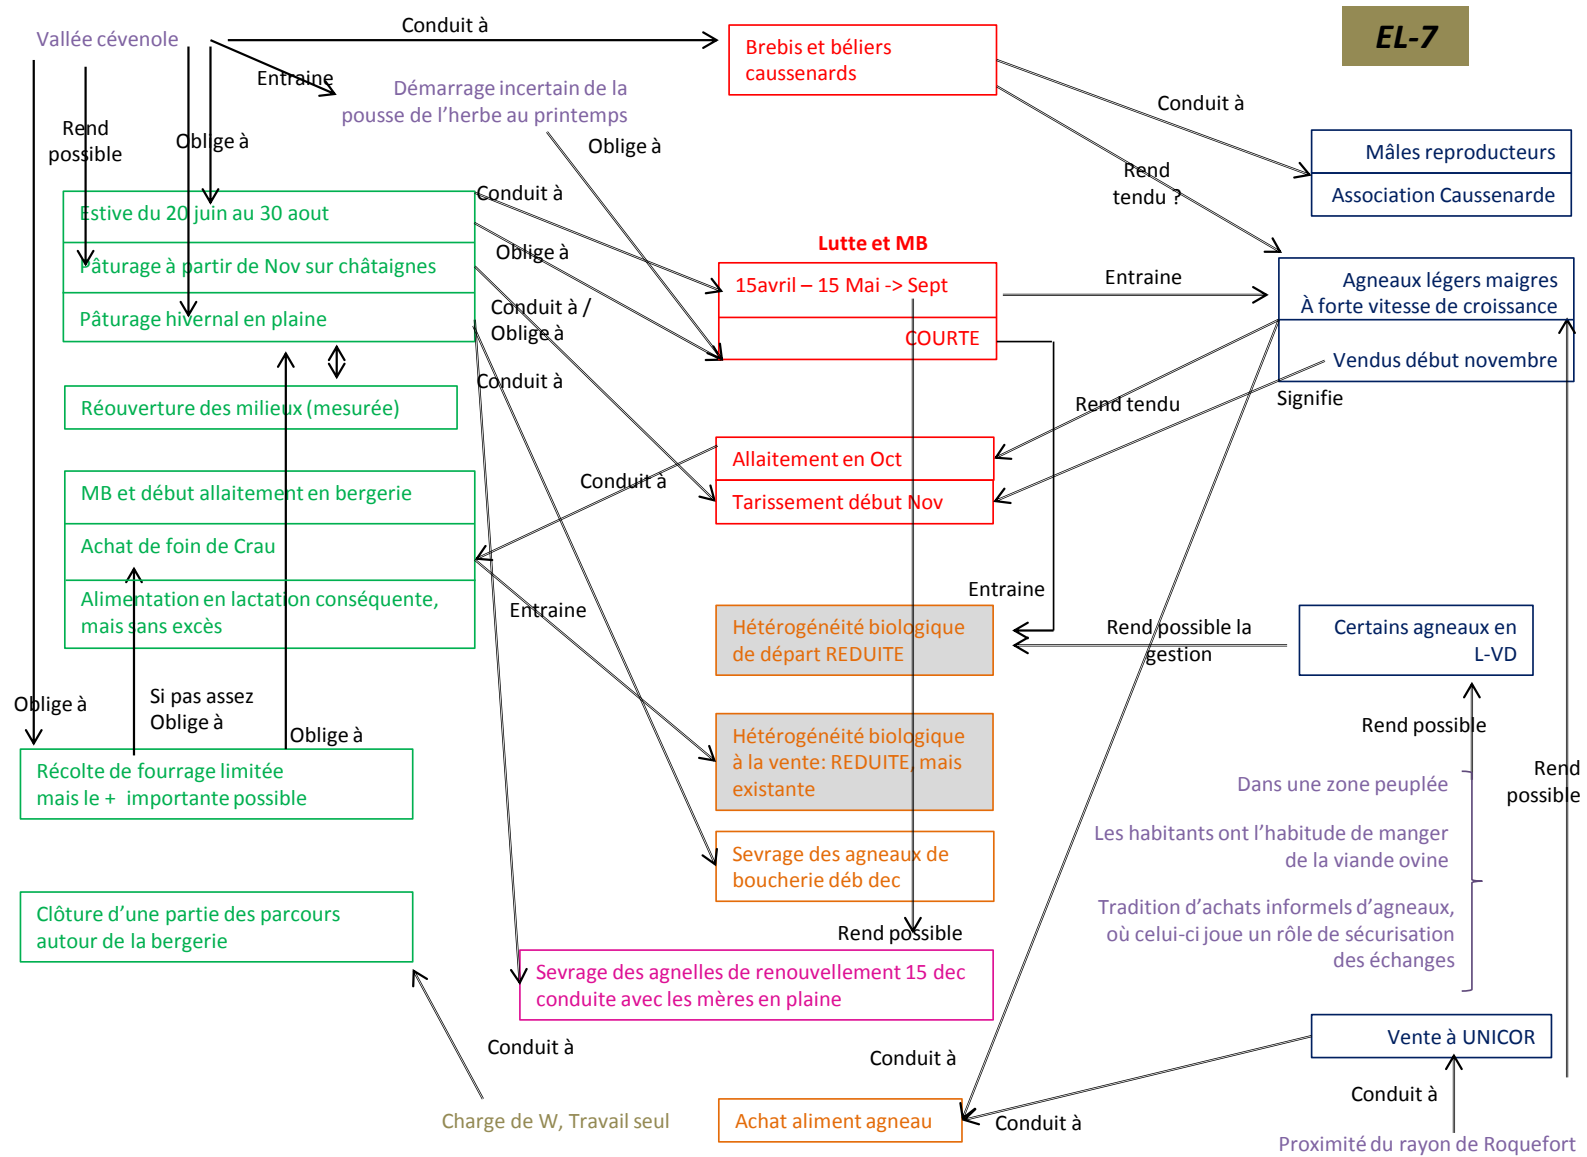 Vallée cévenole
Conduit à
Brebis et béliers
caussenards
EL-7
Entraine
Démarrage incertain de la
pousse de l'herbe au printemps
Rend
possible
Oblige à
Oblige à
Conduit à
Mâles reproducteurs
Association Caussenarde
Rend
tendu ?
Conduit à
Estive du 20 juin au 30 aout
Pâturage à partir de Nov sur châtaignes
Pâturage hivernal en plaine
Oblige à
Lutte et MB
15avril – 15 Mai -> Sept
COURTE
Entraine
Agneaux légers maigres
À forte vitesse de croissance
Vendus début novembre
Conduit à /
Oblige à
Conduit à
Réouverture des milieux (mesurée)
Rend tendu
Signifie
Allaitement en Oct
Tarissement début Nov
Conduit à
MB et début allaitement en bergerie
Achat de foin de Crau
Alimentation en lactation conséquente,
mais sans excès
Entraine
Entraine
Hétérogénéité biologique
de départ REDUITE
Rend possible la
gestion
Certains agneaux en
L-VD
Oblige à
Si pas assez
Oblige à
Oblige à
Rend possible
Hétérogénéité biologique
à la vente: REDUITE, mais
existante
Récolte de fourrage limitée
mais le + importante possible
Dans une zone peuplée
Rend
possible
Les habitants ont l'habitude de manger
de la viande ovine
Sevrage des agneaux de
boucherie déb dec
Clôture d'une partie des parcours
autour de la bergerie
Tradition d'achats informels d'agneaux,
où celui-ci joue un rôle de sécurisation
des échanges
Rend possible
Sevrage des agnelles de renouvellement 15 dec
conduite avec les mères en plaine
Vente à UNICOR
Conduit à
Conduit à
Conduit à
Charge de W, Travail seul
Achat aliment agneau
Conduit à
Proximité du rayon de Roquefort